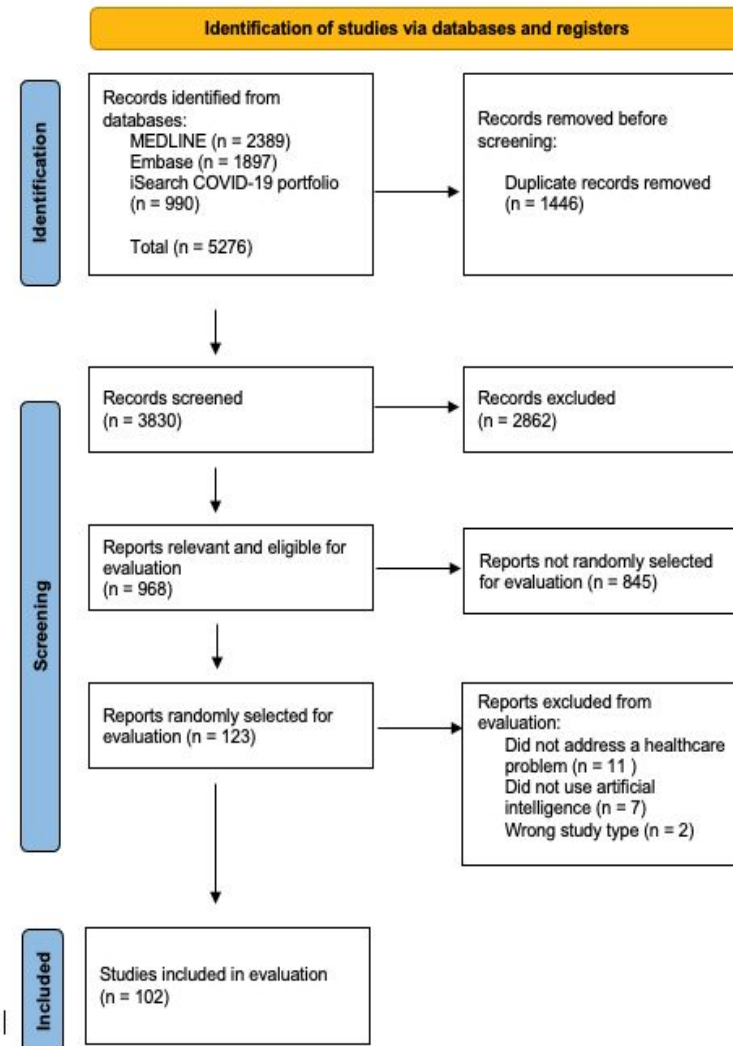 Identification of studies via databases and registers
Identification
Records identified from
databases:
MEDLINE (n = 2389)
Embase (n = 1897)
iSearch COVID-19 portfolio
(n = 990)
Total (n = 5276)
Records removed before
screening:
Duplicate records removed
(n = 1446)
Screening
Records screened
(n = 3830)
Records excluded
(n = 2862)
Reports relevant and eligible for
evaluation
(n = 968)
Reports not randomly selected
for evaluation (n = 845)
Reports randomly selected for
evaluation (n = 123)
Reports excluded from
evaluation:
Did not address a healthcare
problem (n = 11 )
Did not use artificial
intelligence (n = 7)
Wrong study type (n = 2)
Included
Studies included in evaluation
(n = 102)